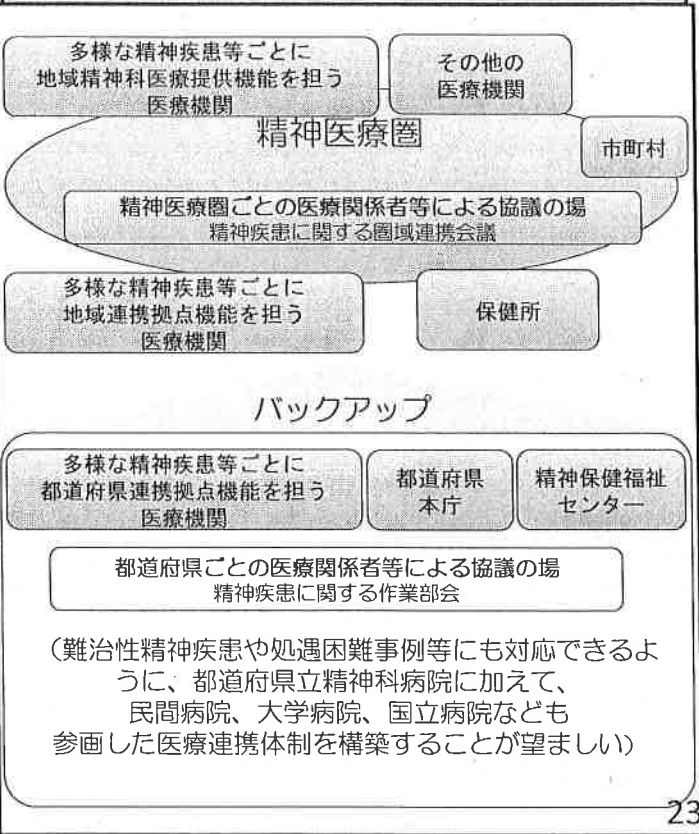 多様な精神疾患等ごとに
地域精神科医療提供機能を担う
医療機関
その他の
医療機関
精神医療圏
市町村
精神医療圏ごとの医療関係者等による協議の場
精神疾患に関する圏域連携会議
多様な精神疾患等ごとに
地域連携拠点機能を担う
医療機関
保健所
バックアップ
多様な精神疾患等ごとに
都道府県連携拠点機能を担う
医療機関
都道府県
本庁
精神保健福祉
センター
都道府県ごとの医療関係者等による協議の場
精神疾患に関する作業部会
（難治性精神疾患や処遇困難事例等にも対応できるよ
うに、都道府県立精神科病院に加えて、
民間病院、大学病院、国立病院なども
参画した医療連携体制を構築することが望ましい）
23